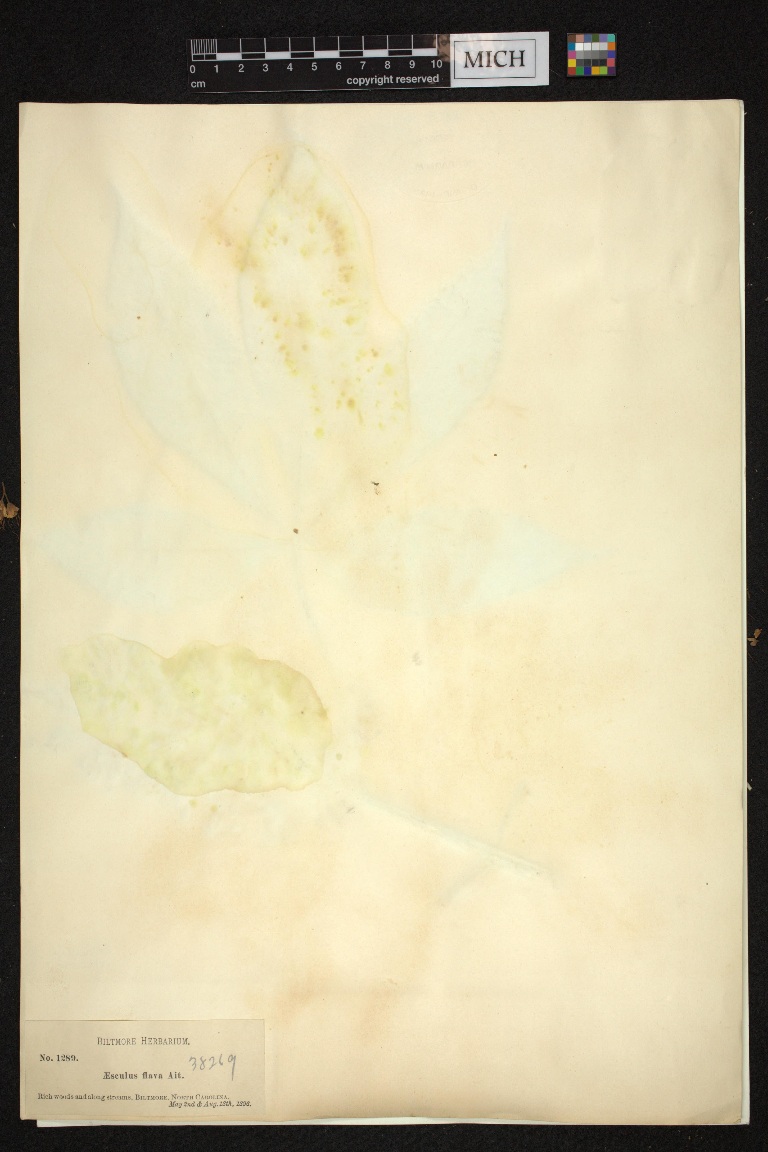 0 1 2 3 4 5 6 7 8 9 10
cm copyright reserved
MICH
BILTMORE HERBARIUM.
No. 1289.
38269
Æsculus flava Ait.
Rich woods and along streams, BILTMORE, NORTH CAROLINA.
May 2nd & Aug. 13th, 1896.